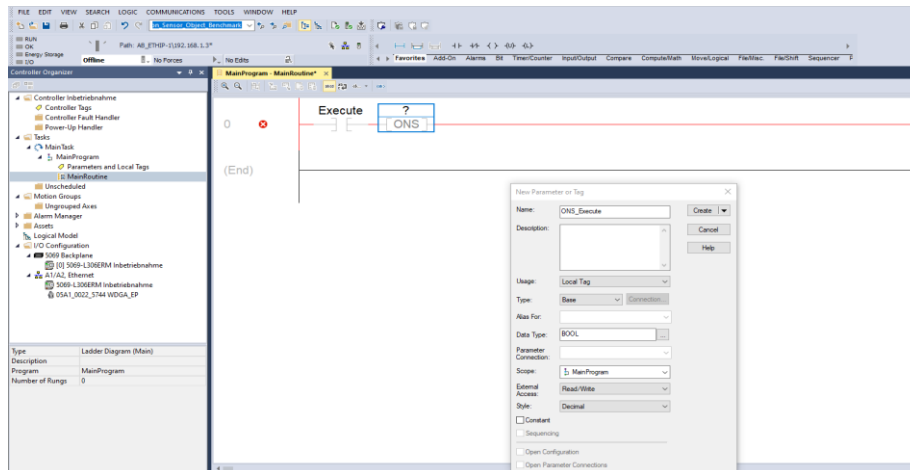 FILE EDIT VIEW SEARCH LOGIC COMMUNICATIONS TOOLS WINDOW HELP
in_Sensor_Object_Benchmark
RUN
OK
Energy Storage
I/O
Path: AB_ETHIP-1\192.168.1.3*
Offline
No Forces
No Edits
Favorites Add-On Alarms Bit Timer/Counter Input/Output Compare Compute/Math Move/Logical File/Misc. File/Shift Sequencer
Controller Organizer
MainProgram - MainRoutine*
Controller Inbetriebnahme
Controller Tags
Controller Fault Handler
Power-Up Handler
Tasks
MainTask
MainProgram
Parameters and Local Tags
MainRoutine
Unscheduled
Motion Groups
Ungrouped Axes
Alarm Manager
Assets
Logical Model
I/O Configuration
5069 Backplane
[0] 5069-L306ERM Inbetriebnahme
A1/A2, Ethernet
5069-L306ERM Inbetriebnahme
05A1_0022_5744 WDGA_EP
Type Ladder Diagram (Main)
Description
Program MainProgram
Number of Rungs 0
Execute ?
0 ONS
(End)
New Parameter or Tag
Name: ONS_Execute Create
Description: Cancel
Help
Usage: Local Tag
Type: Base Connection...
Alias For:
Data Type: BOOL ...
Parameter
Connection:
Scope: MainProgram
External
Access: Read/Write
Style: Decimal
Constant
Sequencing
Open Configuration
Open Parameter Connections